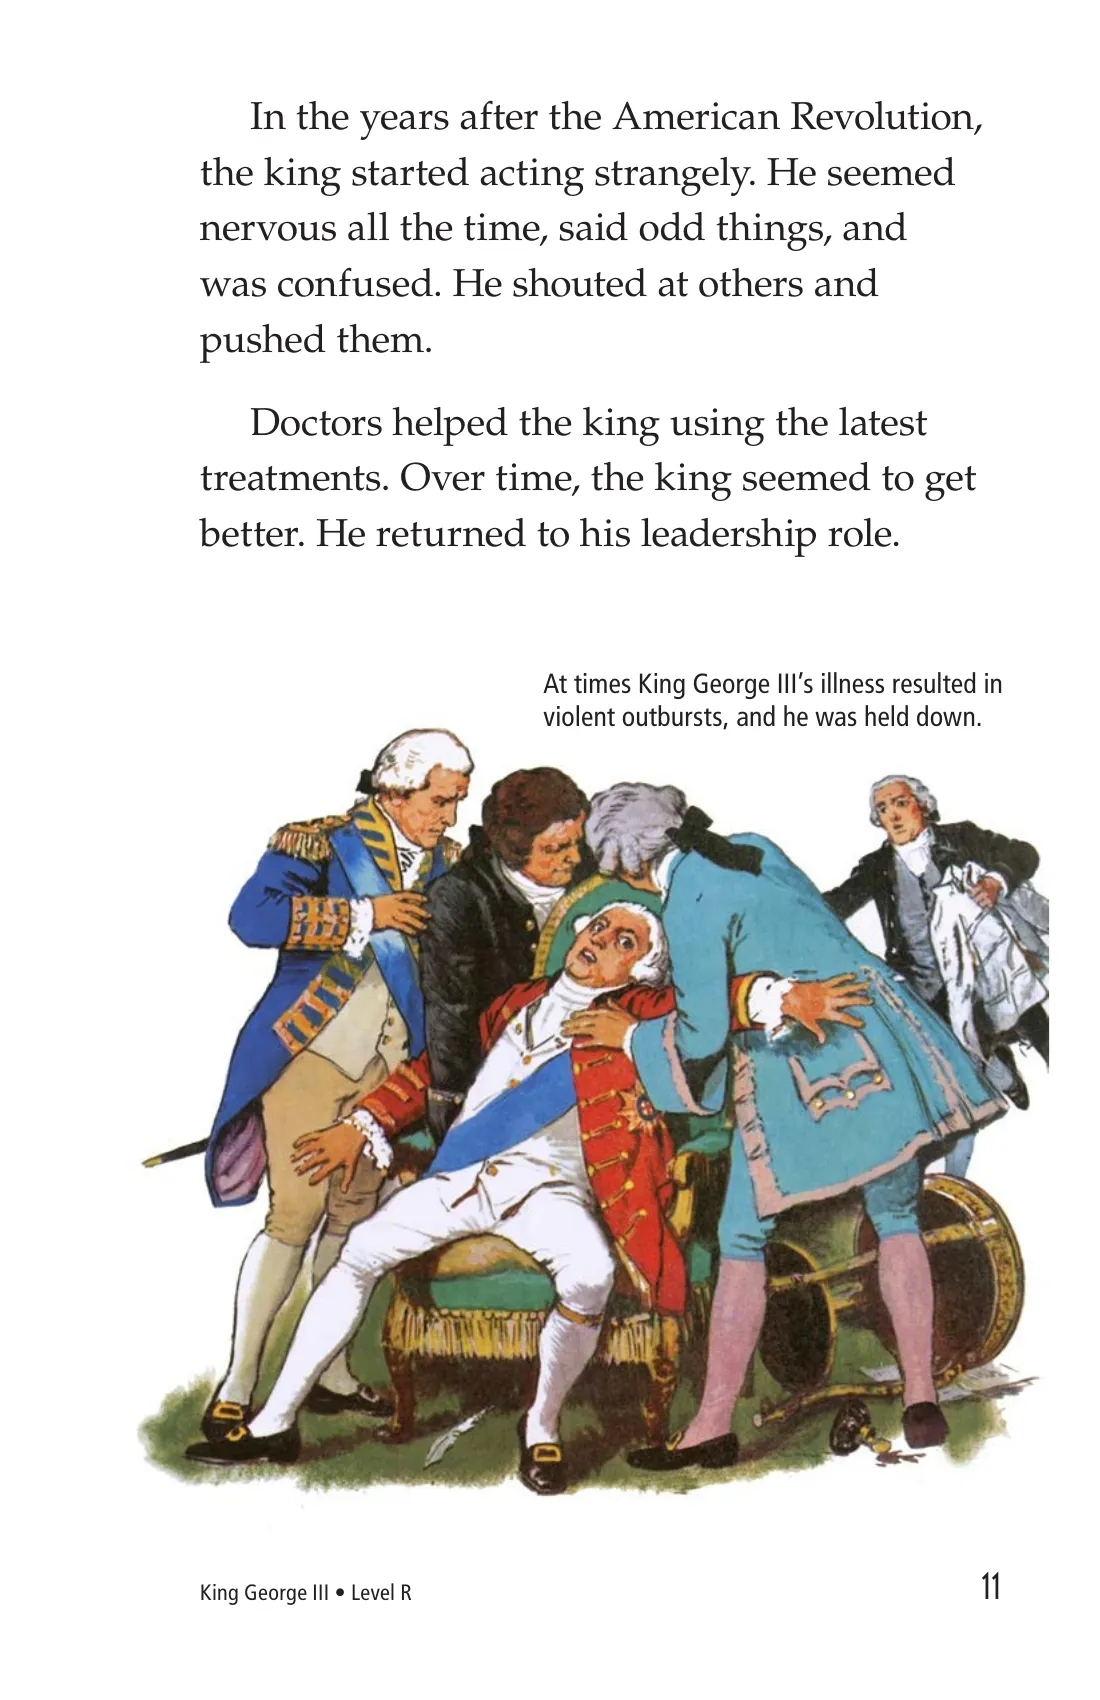 In the years after the American Revolution,
the king started acting strangely. He seemed
nervous all the time, said odd things, and
was confused. He shouted at others and
pushed them.
Doctors helped the king using the latest
treatments. Over time, the king seemed to get
better. He returned to his leadership role.
At times King George III’s illness resulted in
violent outbursts, and he was held down.
King George III • Level R
11